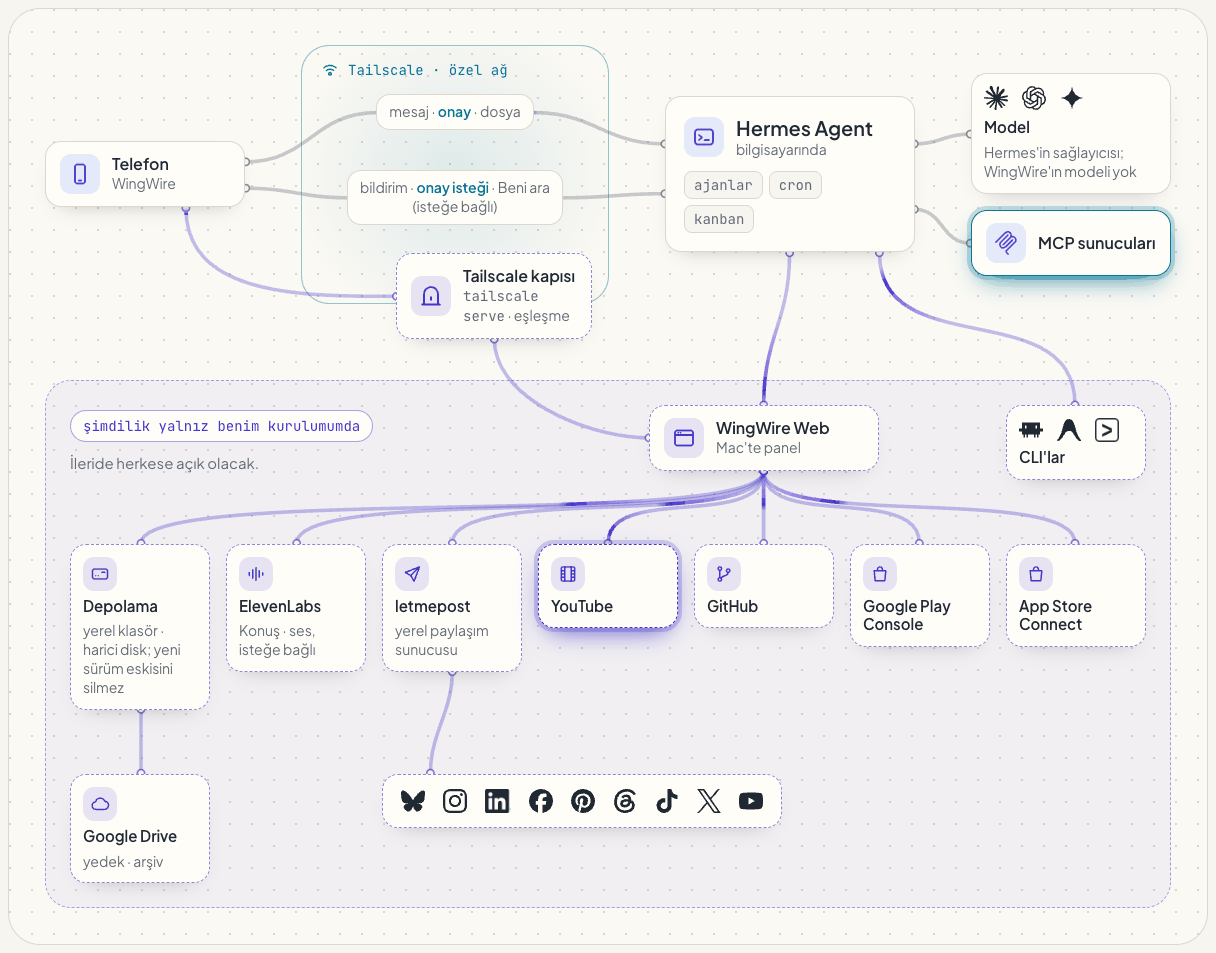 Tailscale · özel ağ
mesaj · onay · dosya
Telefon
WingWire
bildirim · onay isteği · Beni ara
(isteğe bağlı)
Hermes Agent
bilgisayarında
ajanlar
cron
kanban
Model
Hermes'in sağlayıcısı;
WingWire'ın modeli yok
MCP sunucuları
Tailscale kapısı
tailscale
serve · eşleşme
şimdilik yalnız benim kurulumumda
İleride herkese açık olacak.
WingWire Web
Mac'te panel
CLI'lar
Depolama
yerel klasör ·
harici disk; yeni
sürüm eskisini
silmez
ElevenLabs
Konuş · ses,
isteğe bağlı
letmepost
yerel paylaşım
sunucusu
YouTube
GitHub
Google Play
Console
App Store
Connect
Google Drive
yedek · arşiv